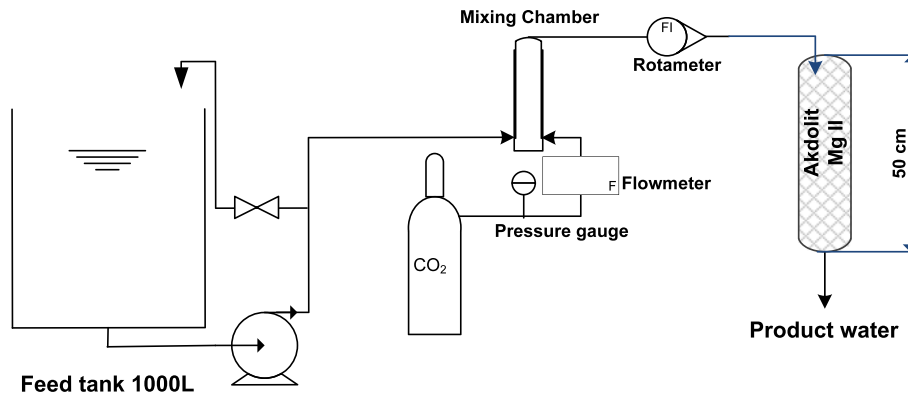 Mixing Chamber
FI
Rotameter
Akdolit
Mg II
50 cm
F
Flowmeter
Pressure gauge
CO₂
Product water
Feed tank 1000L